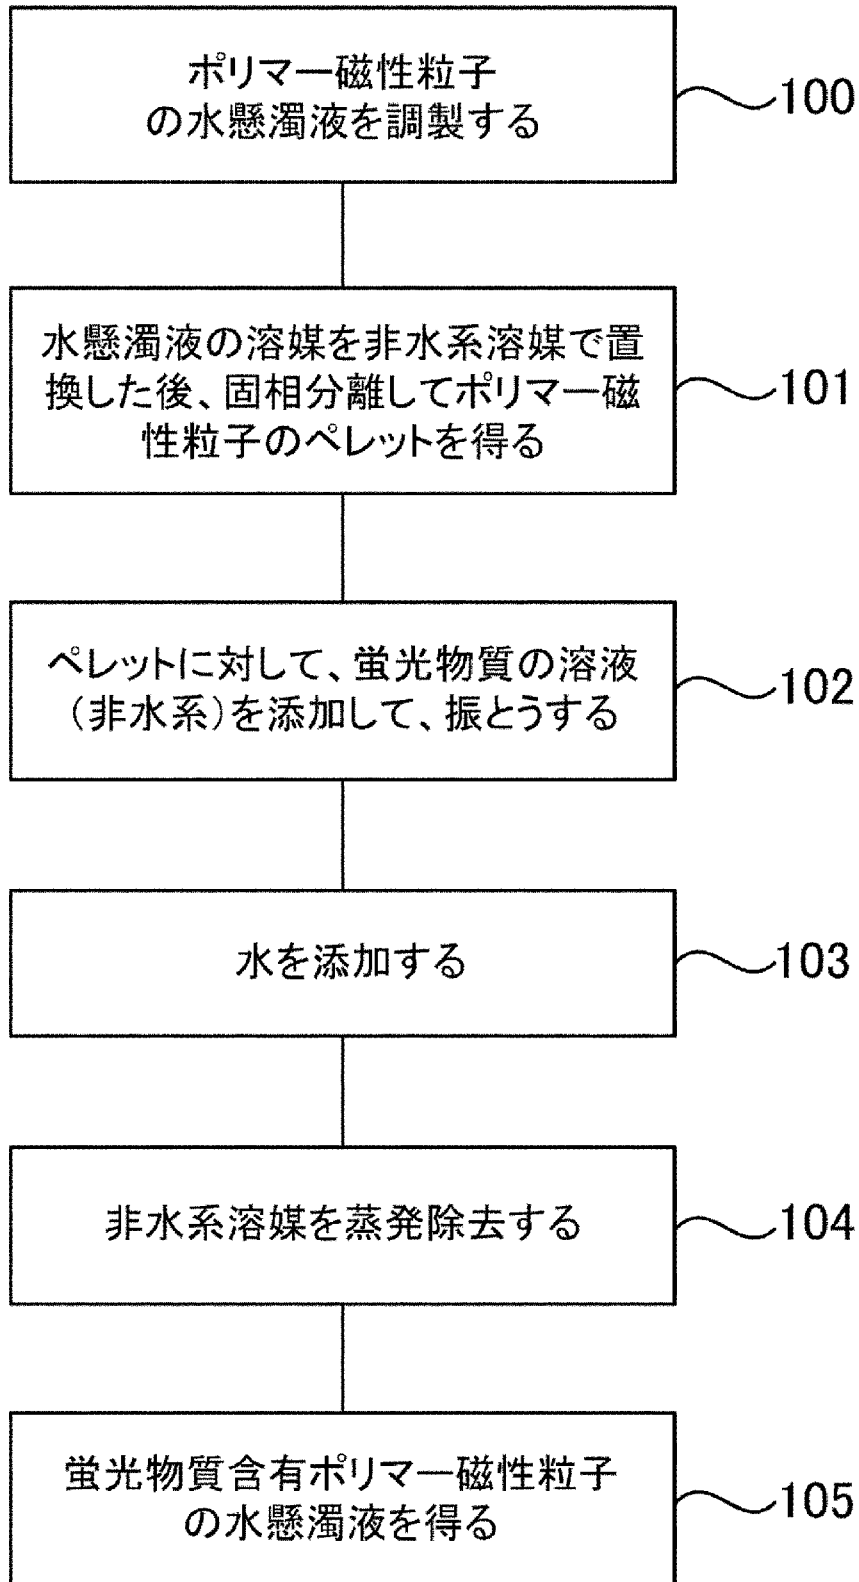 ポリマー磁性粒子
の水懸濁液を調製する
100
水懸濁液の溶媒を非水系溶媒で置
換した後、固相分離してポリマー磁
性粒子のペレットを得る
101
ペレットに対して、蛍光物質の溶液
（非水系）を添加して、振とうする
102
水を添加する
103
非水系溶媒を蒸発除去する
104
蛍光物質含有ポリマー磁性粒子
の水懸濁液を得る
105